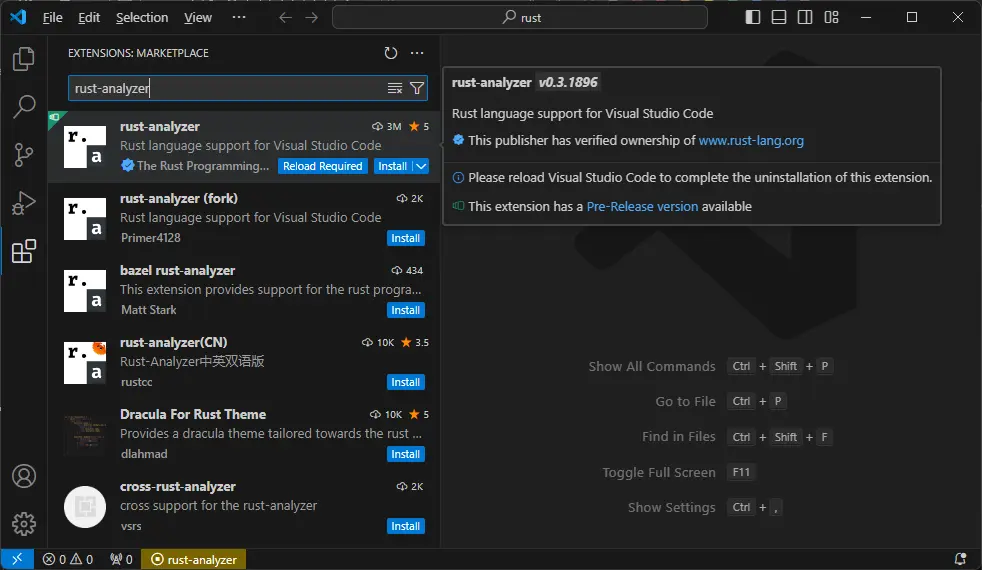 File Edit Selection View ··· rust
EXTENSIONS: MARKETPLACE ···
rust-analyzer
rust-analyzer 3M 5
Rust language support for Visual Studio Code
The Rust Programming... Reload Required Install
rust-analyzer (fork) 2K
Rust language support for Visual Studio Code
Primer4128 Install
bazel rust-analyzer 434
This extension provides support for the rust progra...
Matt Stark Install
rust-analyzer(CN) 10K 3.5
Rust-Analyzer中英双语版
rustcc Install
Dracula For Rust Theme 10K 5
Provides a dracula theme tailored towards the rust ...
dlahmad Install
cross-rust-analyzer 2K
cross support for the rust-analyzer
vsrs Install
r.
a
r.
a
r.
a
r.
a
rust-analyzer v0.3.1896
Rust language support for Visual Studio Code
This publisher has verified ownership of www.rust-lang.org
Please reload Visual Studio Code to complete the uninstallation of this extension.
This extension has a Pre-Release version available
Show All Commands Ctrl + Shift + P
Go to File Ctrl + P
Find in Files Ctrl + Shift + F
Toggle Full Screen F11
Show Settings Ctrl + ,
0 0 0 rust-analyzer